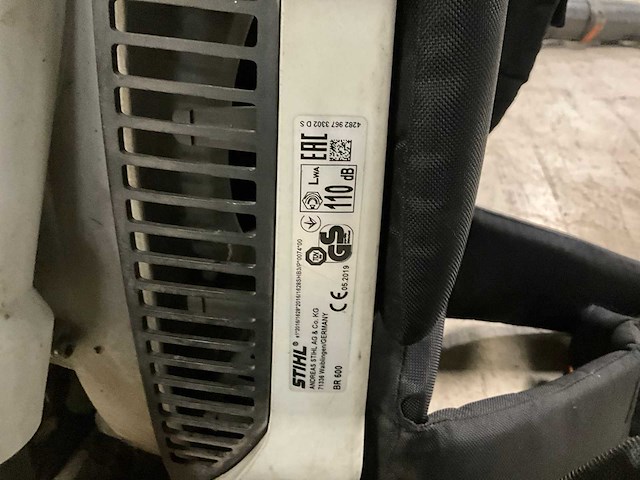 STIHL®
ANDREAS STIHL AG & Co. KG
71336 Waiblingen/GERMANY
BR 600
CE 05.2019
TÜV
GS
LWA
110 dB
EAC
4282 967 3302 D S